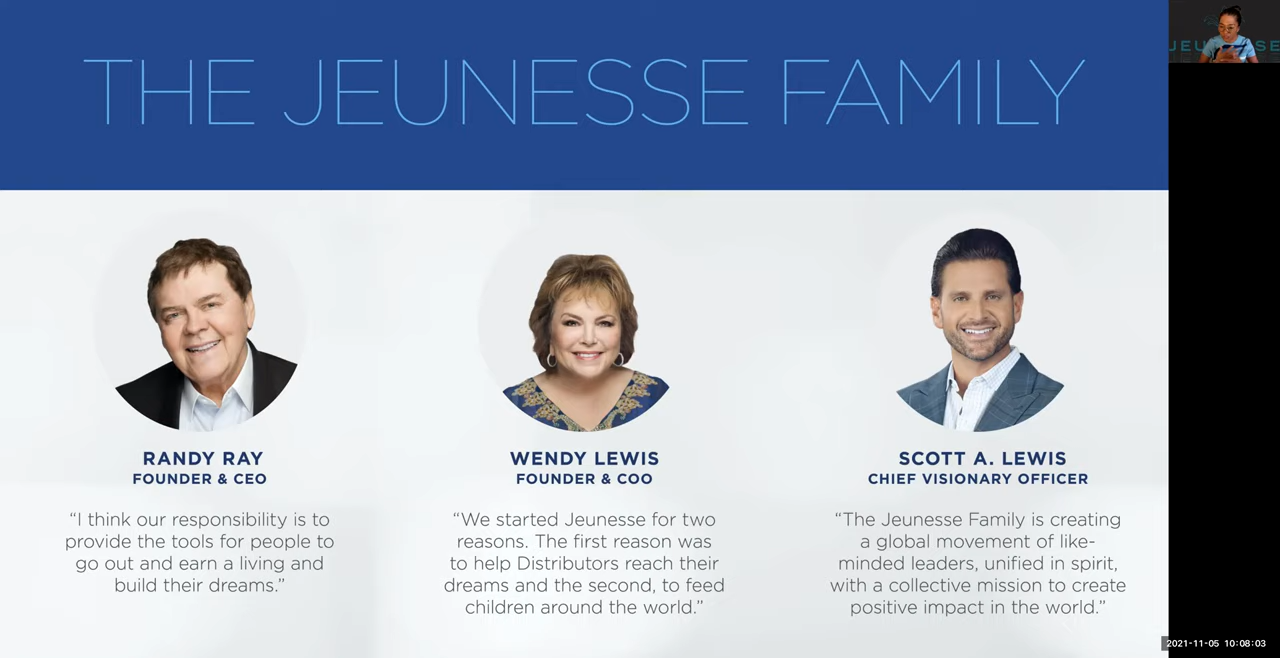 THE JEUNESSE FAMILY
RANDY RAY
FOUNDER & CEO
“I think our responsibility is to
provide the tools for people to
go out and earn a living and
build their dreams.”
WENDY LEWIS
FOUNDER & COO
“We started Jeunesse for two
reasons. The first reason was
to help Distributors reach their
dreams and the second, to feed
children around the world.”
SCOTT A. LEWIS
CHIEF VISIONARY OFFICER
“The Jeunesse Family is creating
a global movement of like-
minded leaders, unified in spirit,
with a collective mission to create
positive impact in the world.”
2021-11-05 10:08:03